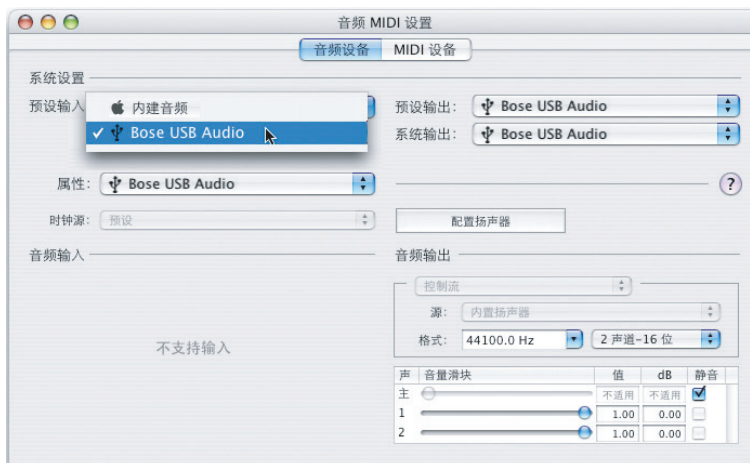 音频 MIDI 设置
音频设备 MIDI 设备
系统设置
预设输入
内建音频
Bose USB Audio
预设输出: Bose USB Audio
系统输出: Bose USB Audio
属性: Bose USB Audio
?
时钟源: 预设
配置扬声器
音频输入
不支持输入
音频输出
控制流
源: 内置扬声器
格式: 44100.0 Hz 2 声道-16 位
声 音量滑块 值 dB 静音
主 不适用 不适用
1 1.00 0.00
2 1.00 0.00